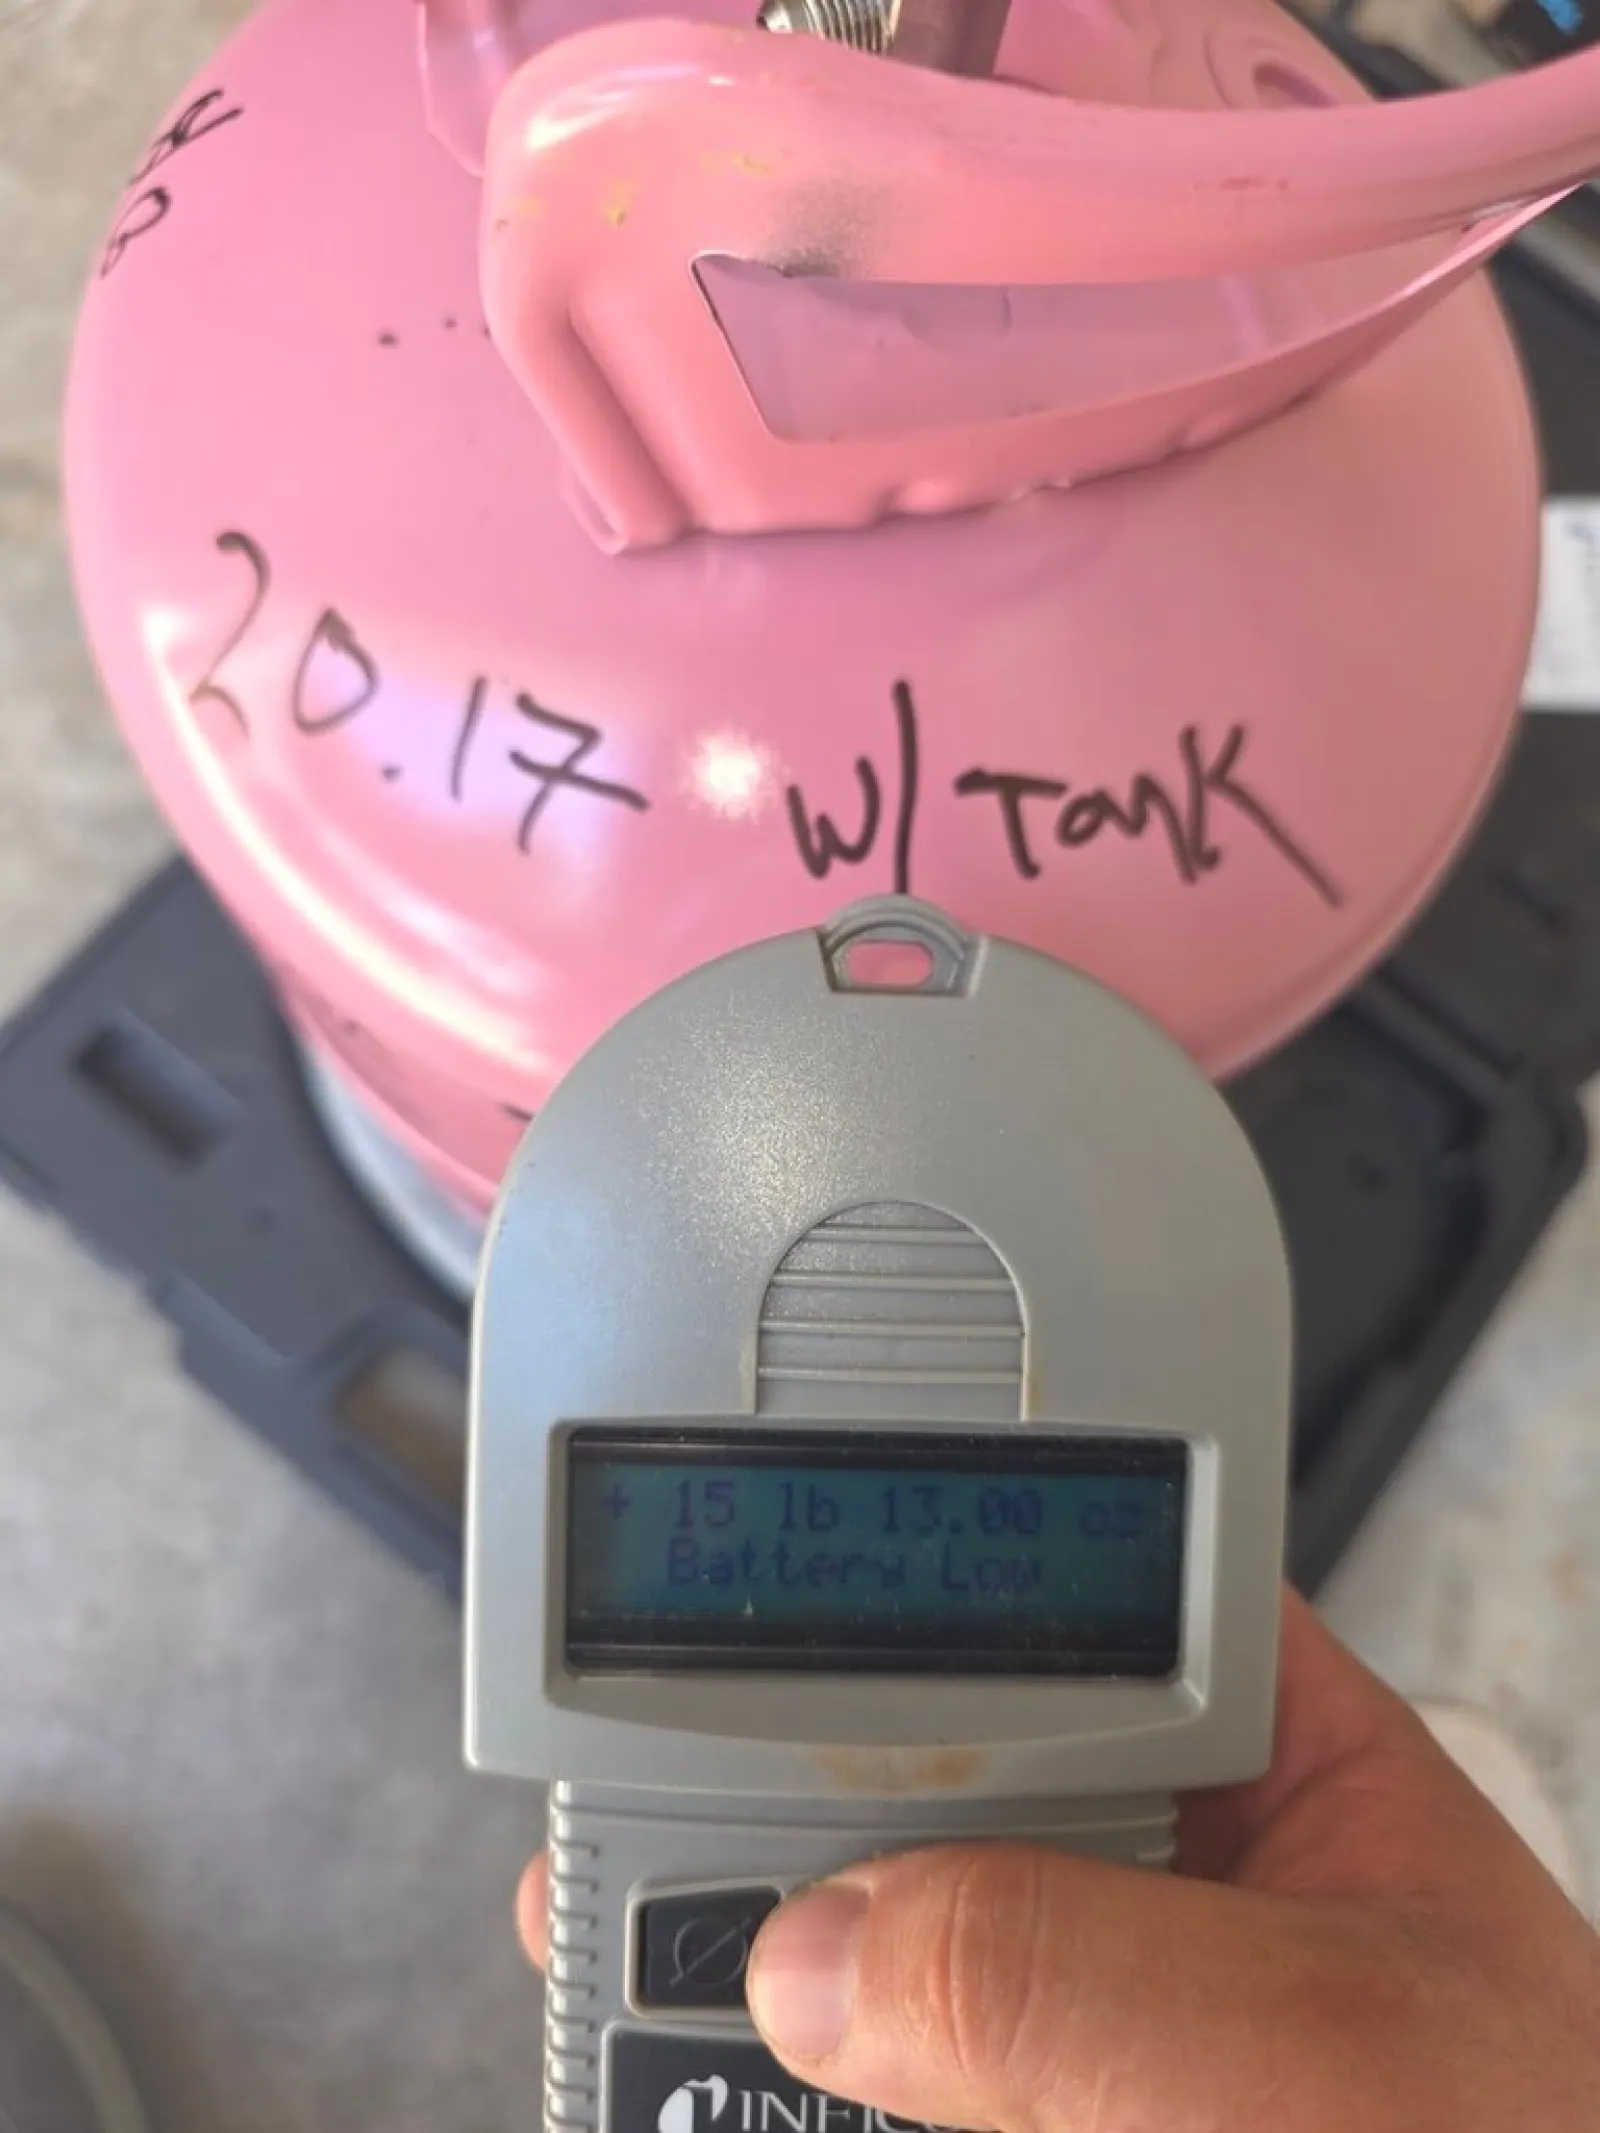 20.17 w/ Tank
+ 15 lb 13.00 oz
Battery Low